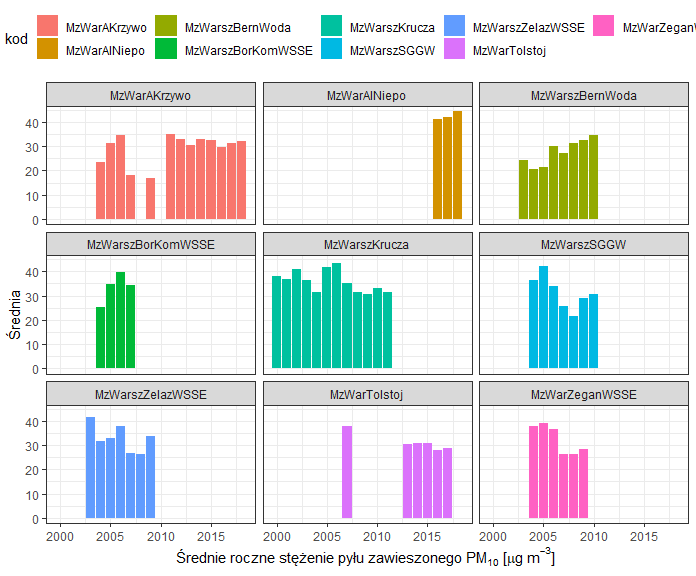 kod MzWarAKrzywo MzWarszBernWoda MzWarszKrucza MzWarszZelazWSSE
MzWarAlNiepo MzWarszBorKomWSSE MzWarszSGGW MzWarTolstoj
MzWarAKrzywo MzWarAlNiepo MzWarszBernWoda
40
30
20
10
0
MzWarszBorKomWSSE MzWarszKrucza MzWarszSGGW
40
30
20
10
0
Średnia
MzWarszZelazWSSE MzWarTolstoj MzWarZeganWSSE
40
30
20
10
0
2000 2005 2010 2015 2000 2005 2010 2015 2000 2005 2010 2015
Średnie roczne stężenie pyłu zawieszonego PM₁₀ [μg m⁻³]